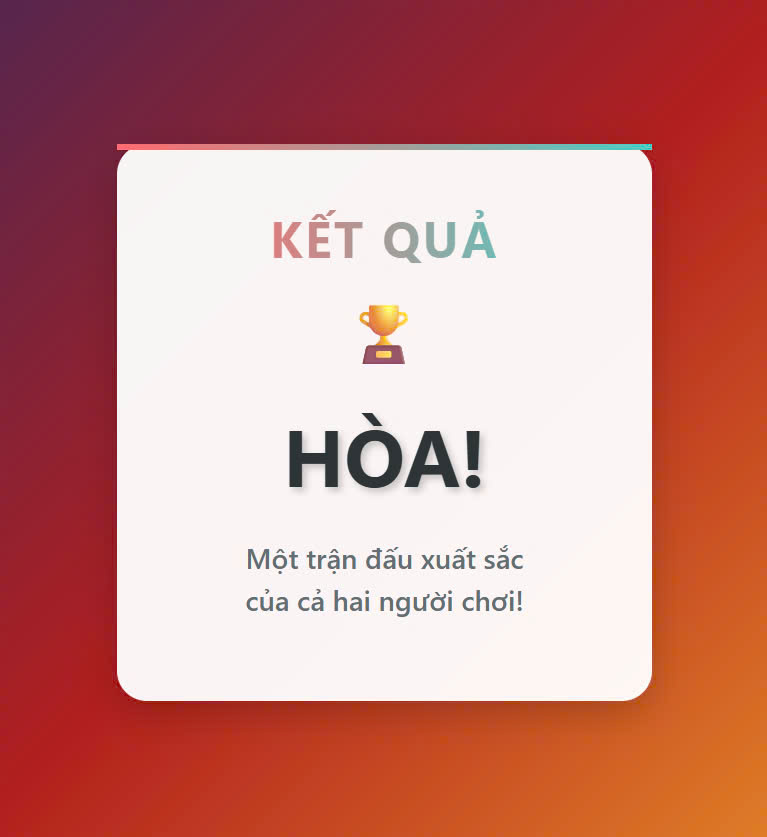 KẾT QUẢ
HÒA!
Một trận đấu xuất sắc
của cả hai người chơi!